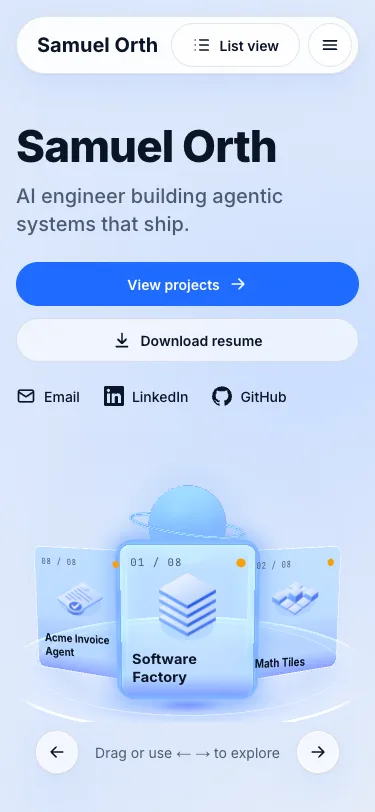 Samuel Orth
List view
Samuel Orth
AI engineer building agentic
systems that ship.
View projects →
Download resume
Email
LinkedIn
GitHub
08 / 08
Acme Invoice
Agent
01 / 08
Software
Factory
02 / 08
Math Tiles
Drag or use ← → to explore